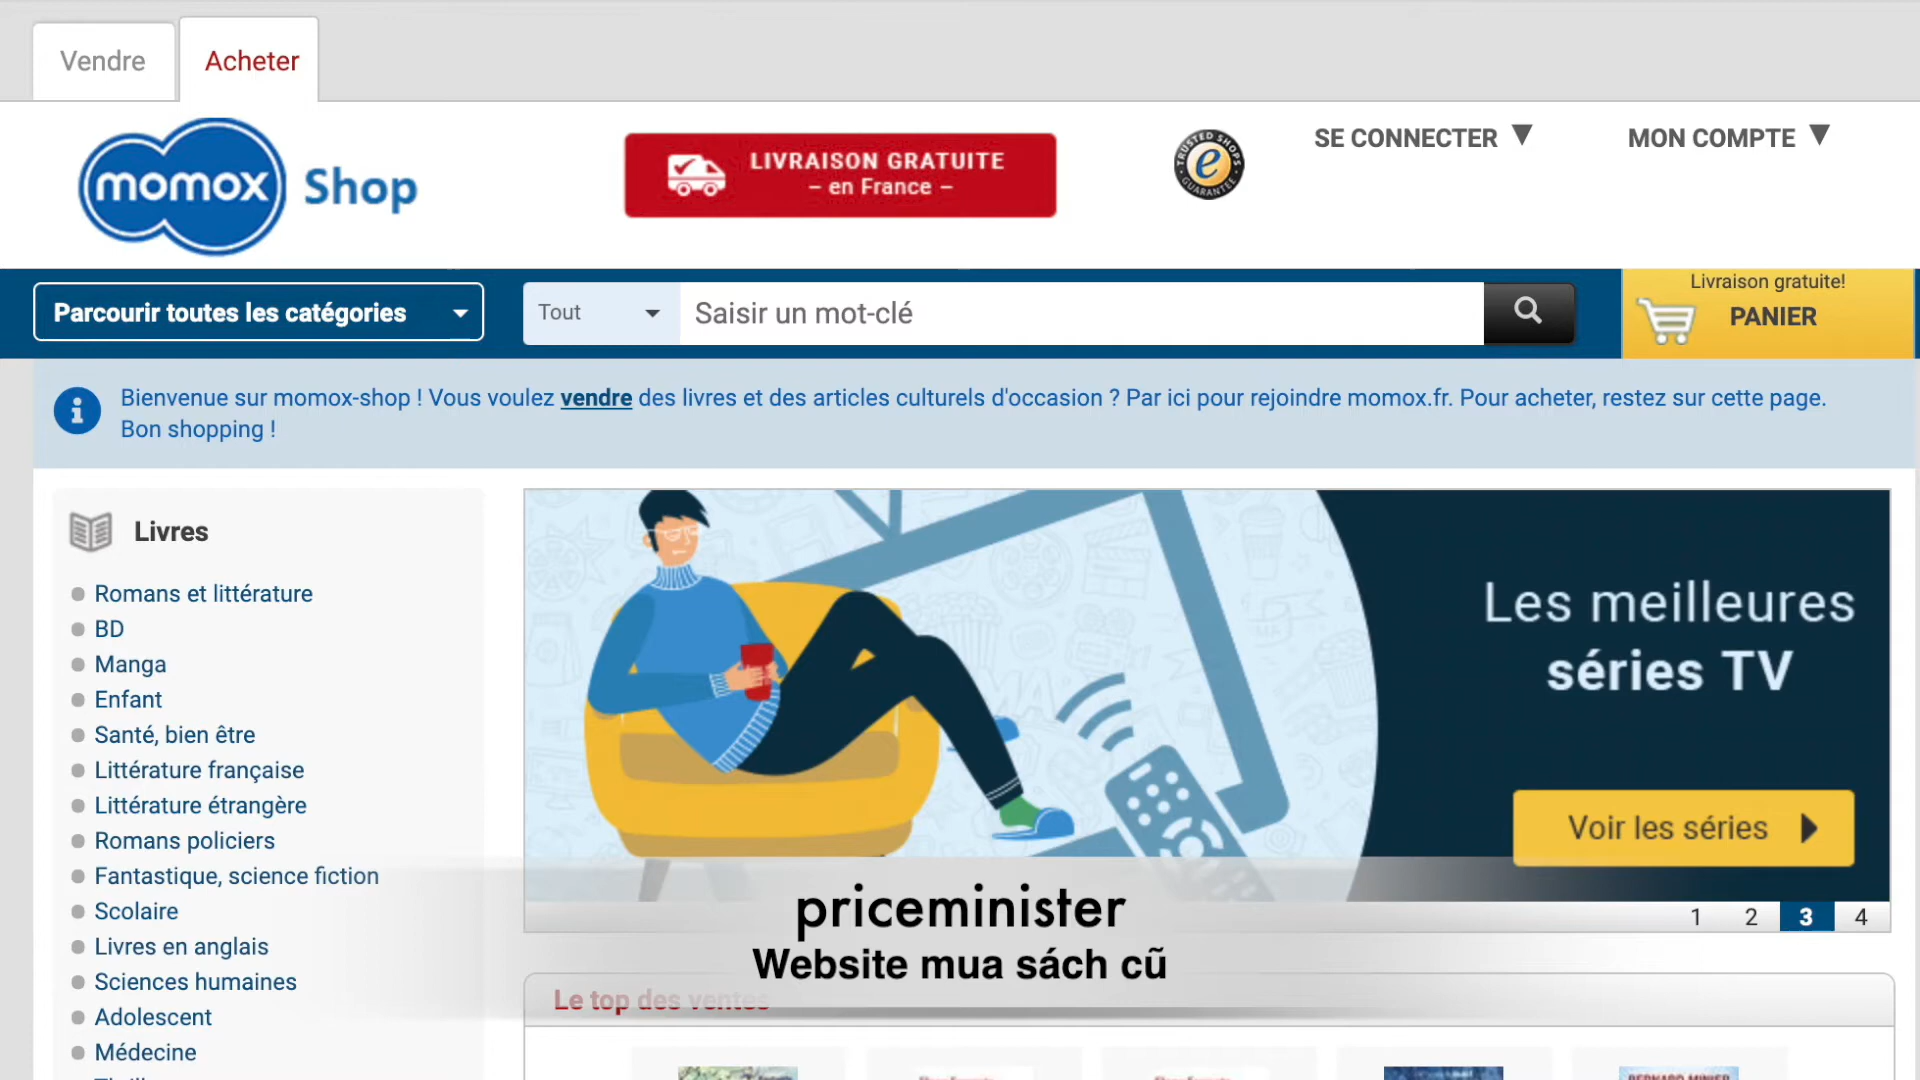 Vendre
Acheter
momox Shop
LIVRAISON GRATUITE
– en France –
TRUSTED SHOPS
e
GUARANTEE
SE CONNECTER ▼
MON COMPTE ▼
Parcourir toutes les catégories
Tout
Saisir un mot-clé
Livraison gratuite!
PANIER
Bienvenue sur momox-shop ! Vous voulez vendre des livres et des articles culturels d'occasion ? Par ici pour rejoindre momox.fr. Pour acheter, restez sur cette page.
Bon shopping !
Livres
Romans et littérature
BD
Manga
Enfant
Santé, bien être
Littérature française
Littérature étrangère
Romans policiers
Fantastique, science fiction
Scolaire
Livres en anglais
Sciences humaines
Adolescent
Médecine
Les meilleures
séries TV
Voir les séries
1 2 3 4
priceminister
Website mua sách cũ
Le top des ventes
BERNARD MINIER